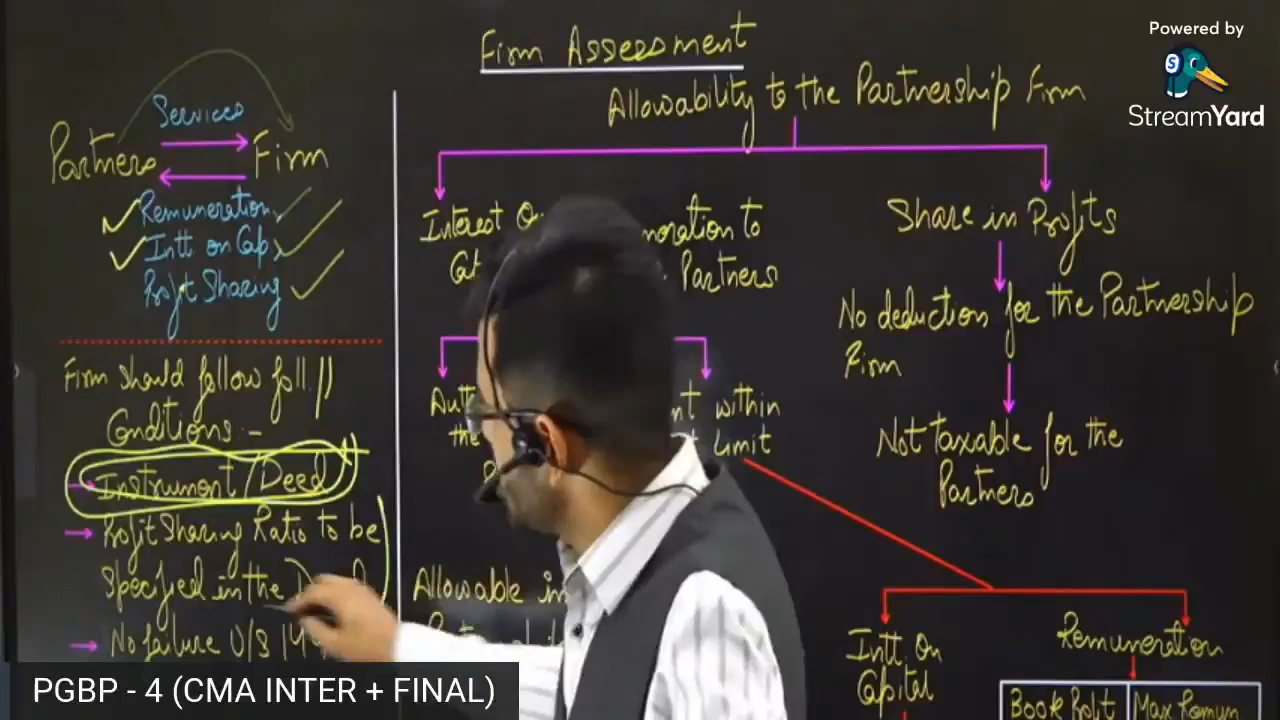 Powered by
StreamYard
Firm Assessment
Allowability to the Partnership Firm
Services
Partners
Firm
Remuneration
Intt on Cap
Profit Sharing
Firm should follow foll
Conditions: -
Instrument / Deed
Profit Sharing Ratio to be
Specified in the
No failure U/S
Interest
to
Partners
the
within
Limit
Allowable in
Share in Profits
No deduction for the Partnership
Firm
Not taxable for the
Partners
Intt On
Capital
Remuneration
Book Profit
Max Remun
PGBP - 4 (CMA INTER + FINAL)